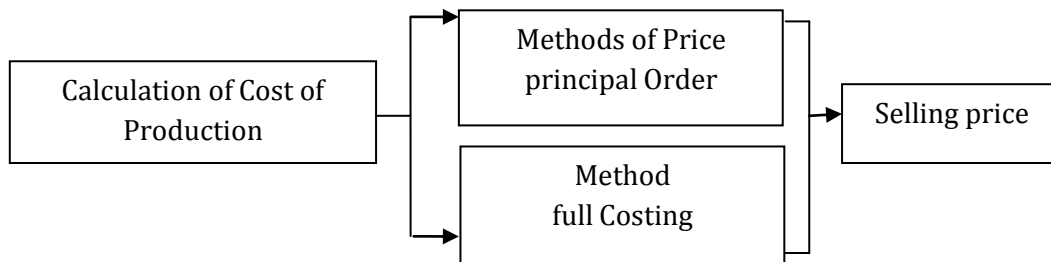 Calculation of Cost of
Production
Methods of Price
principal Order
Method
full Costing
Selling price